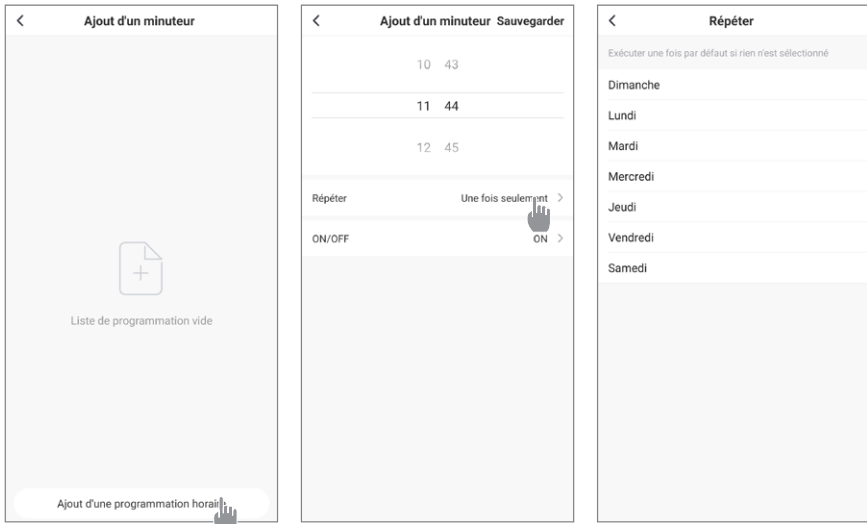 Ajout d'un minuteur
Liste de programmation vide
Ajout d'une programmation horaire
Ajout d'un minuteur Sauvegarder
10 43
11 44
12 45
Répéter Une fois seulement
ON/OFF ON
Répéter
Exécuter une fois par défaut si rien n'est sélectionné
Dimanche
Lundi
Mardi
Mercredi
Jeudi
Vendredi
Samedi